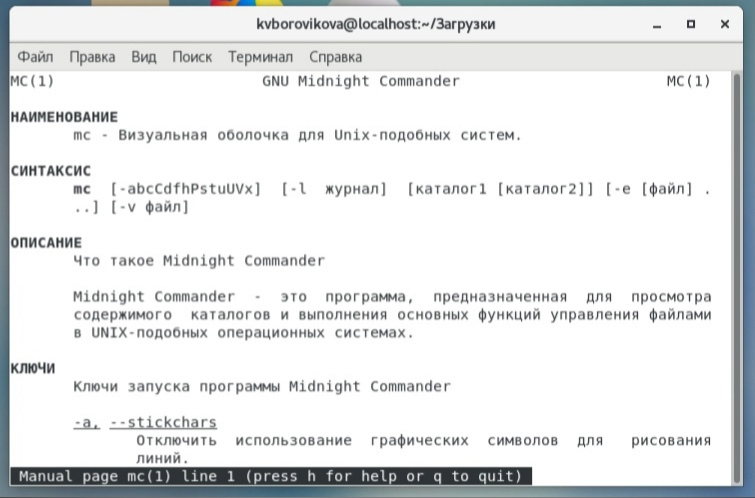 kvborovikova@localhost:~/Загрузки
Файл Правка Вид Поиск Терминал Справка
MC(1) GNU Midnight Commander MC(1)
НАИМЕНОВАНИЕ
mc - Визуальная оболочка для Unix-подобных систем.
СИНТАКСИС
mc [-abcCdfhPstuUVx] [-l журнал] [каталог1 [каталог2]] [-e [файл] .
..] [-v файл]
ОПИСАНИЕ
Что такое Midnight Commander
Midnight Commander - это программа, предназначенная для просмотра
содержимого каталогов и выполнения основных функций управления файлами
в UNIX-подобных операционных системах.
КЛЮЧИ
Ключи запуска программы Midnight Commander
-a, --stickchars
Отключить использование графических символов для рисования
линий.
Manual page mc(1) line 1 (press h for help or q to quit)